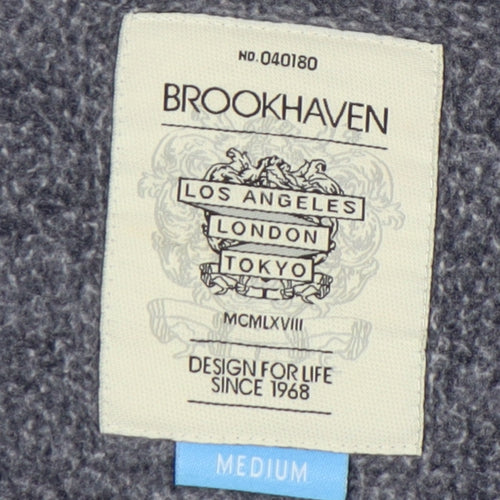 NO.040180
BROOKHAVEN
LOS ANGELES
LONDON
TOKYO
MCMLXVIII
DESIGN FOR LIFE
SINCE 1968
MEDIUM